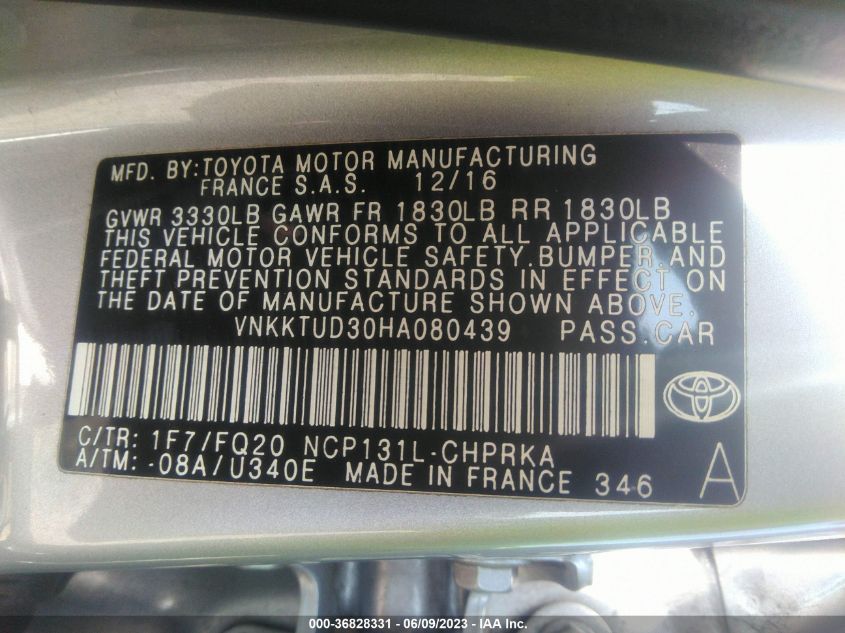 MFD. BY:TOYOTA MOTOR MANUFACTURING
FRANCE S.A.S. 12/16
GVWR 3330LB GAWR FR 1830LB RR 1830LB
THIS VEHICLE CONFORMS TO ALL APPLICABLE
FEDERAL MOTOR VEHICLE SAFETY,BUMPER,AND
THEFT PREVENTION STANDARDS IN EFFECT ON
THE DATE OF MANUFACTURE SHOWN ABOVE.
VNKKTUD30HA080439 PASS.CAR
C/TR: 1F7/FQ20 NCP131L-CHPRKA
A/TM: -08A/U340E MADE IN FRANCE 346
A
000-36828331 - 06/09/2023 - IAA Inc.